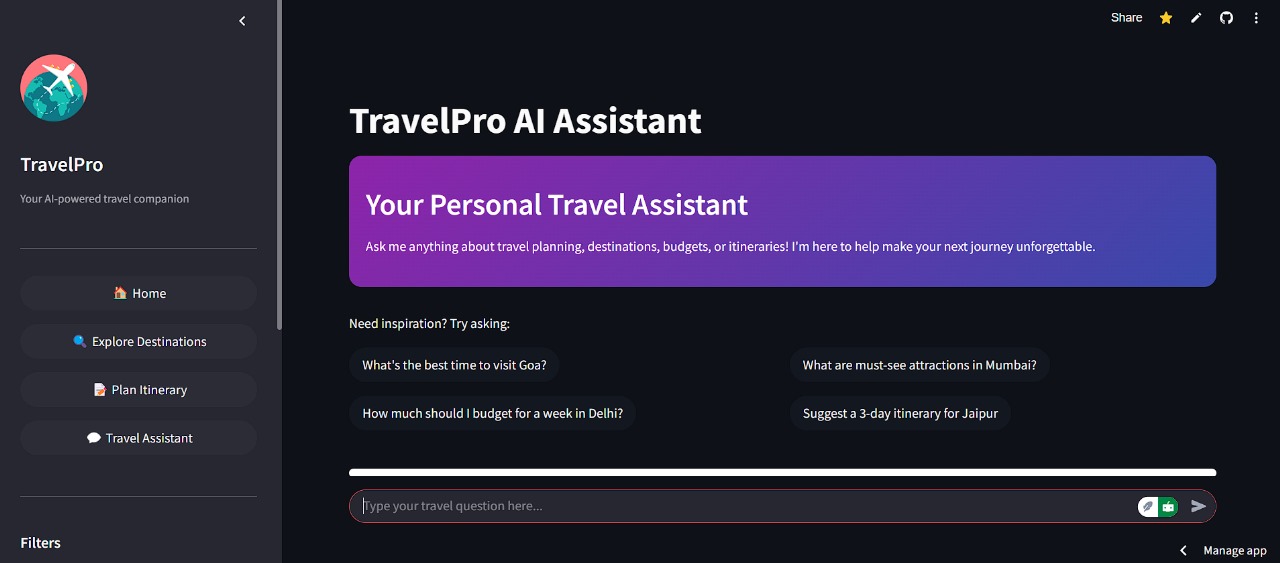 Share
TravelPro
Your AI-powered travel companion
🏠 Home
🔍 Explore Destinations
📝 Plan Itinerary
💬 Travel Assistant
Filters
TravelPro AI Assistant
Your Personal Travel Assistant
Ask me anything about travel planning, destinations, budgets, or itineraries! I'm here to help make your next journey unforgettable.
Need inspiration? Try asking:
What's the best time to visit Goa?
What are must-see attractions in Mumbai?
How much should I budget for a week in Delhi?
Suggest a 3-day itinerary for Jaipur
Type your travel question here...
Manage app